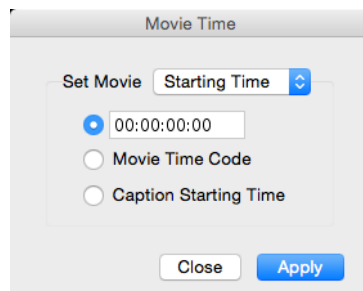 Movie Time
Set Movie Starting Time
00:00:00:00
Movie Time Code
Caption Starting Time
Close Apply